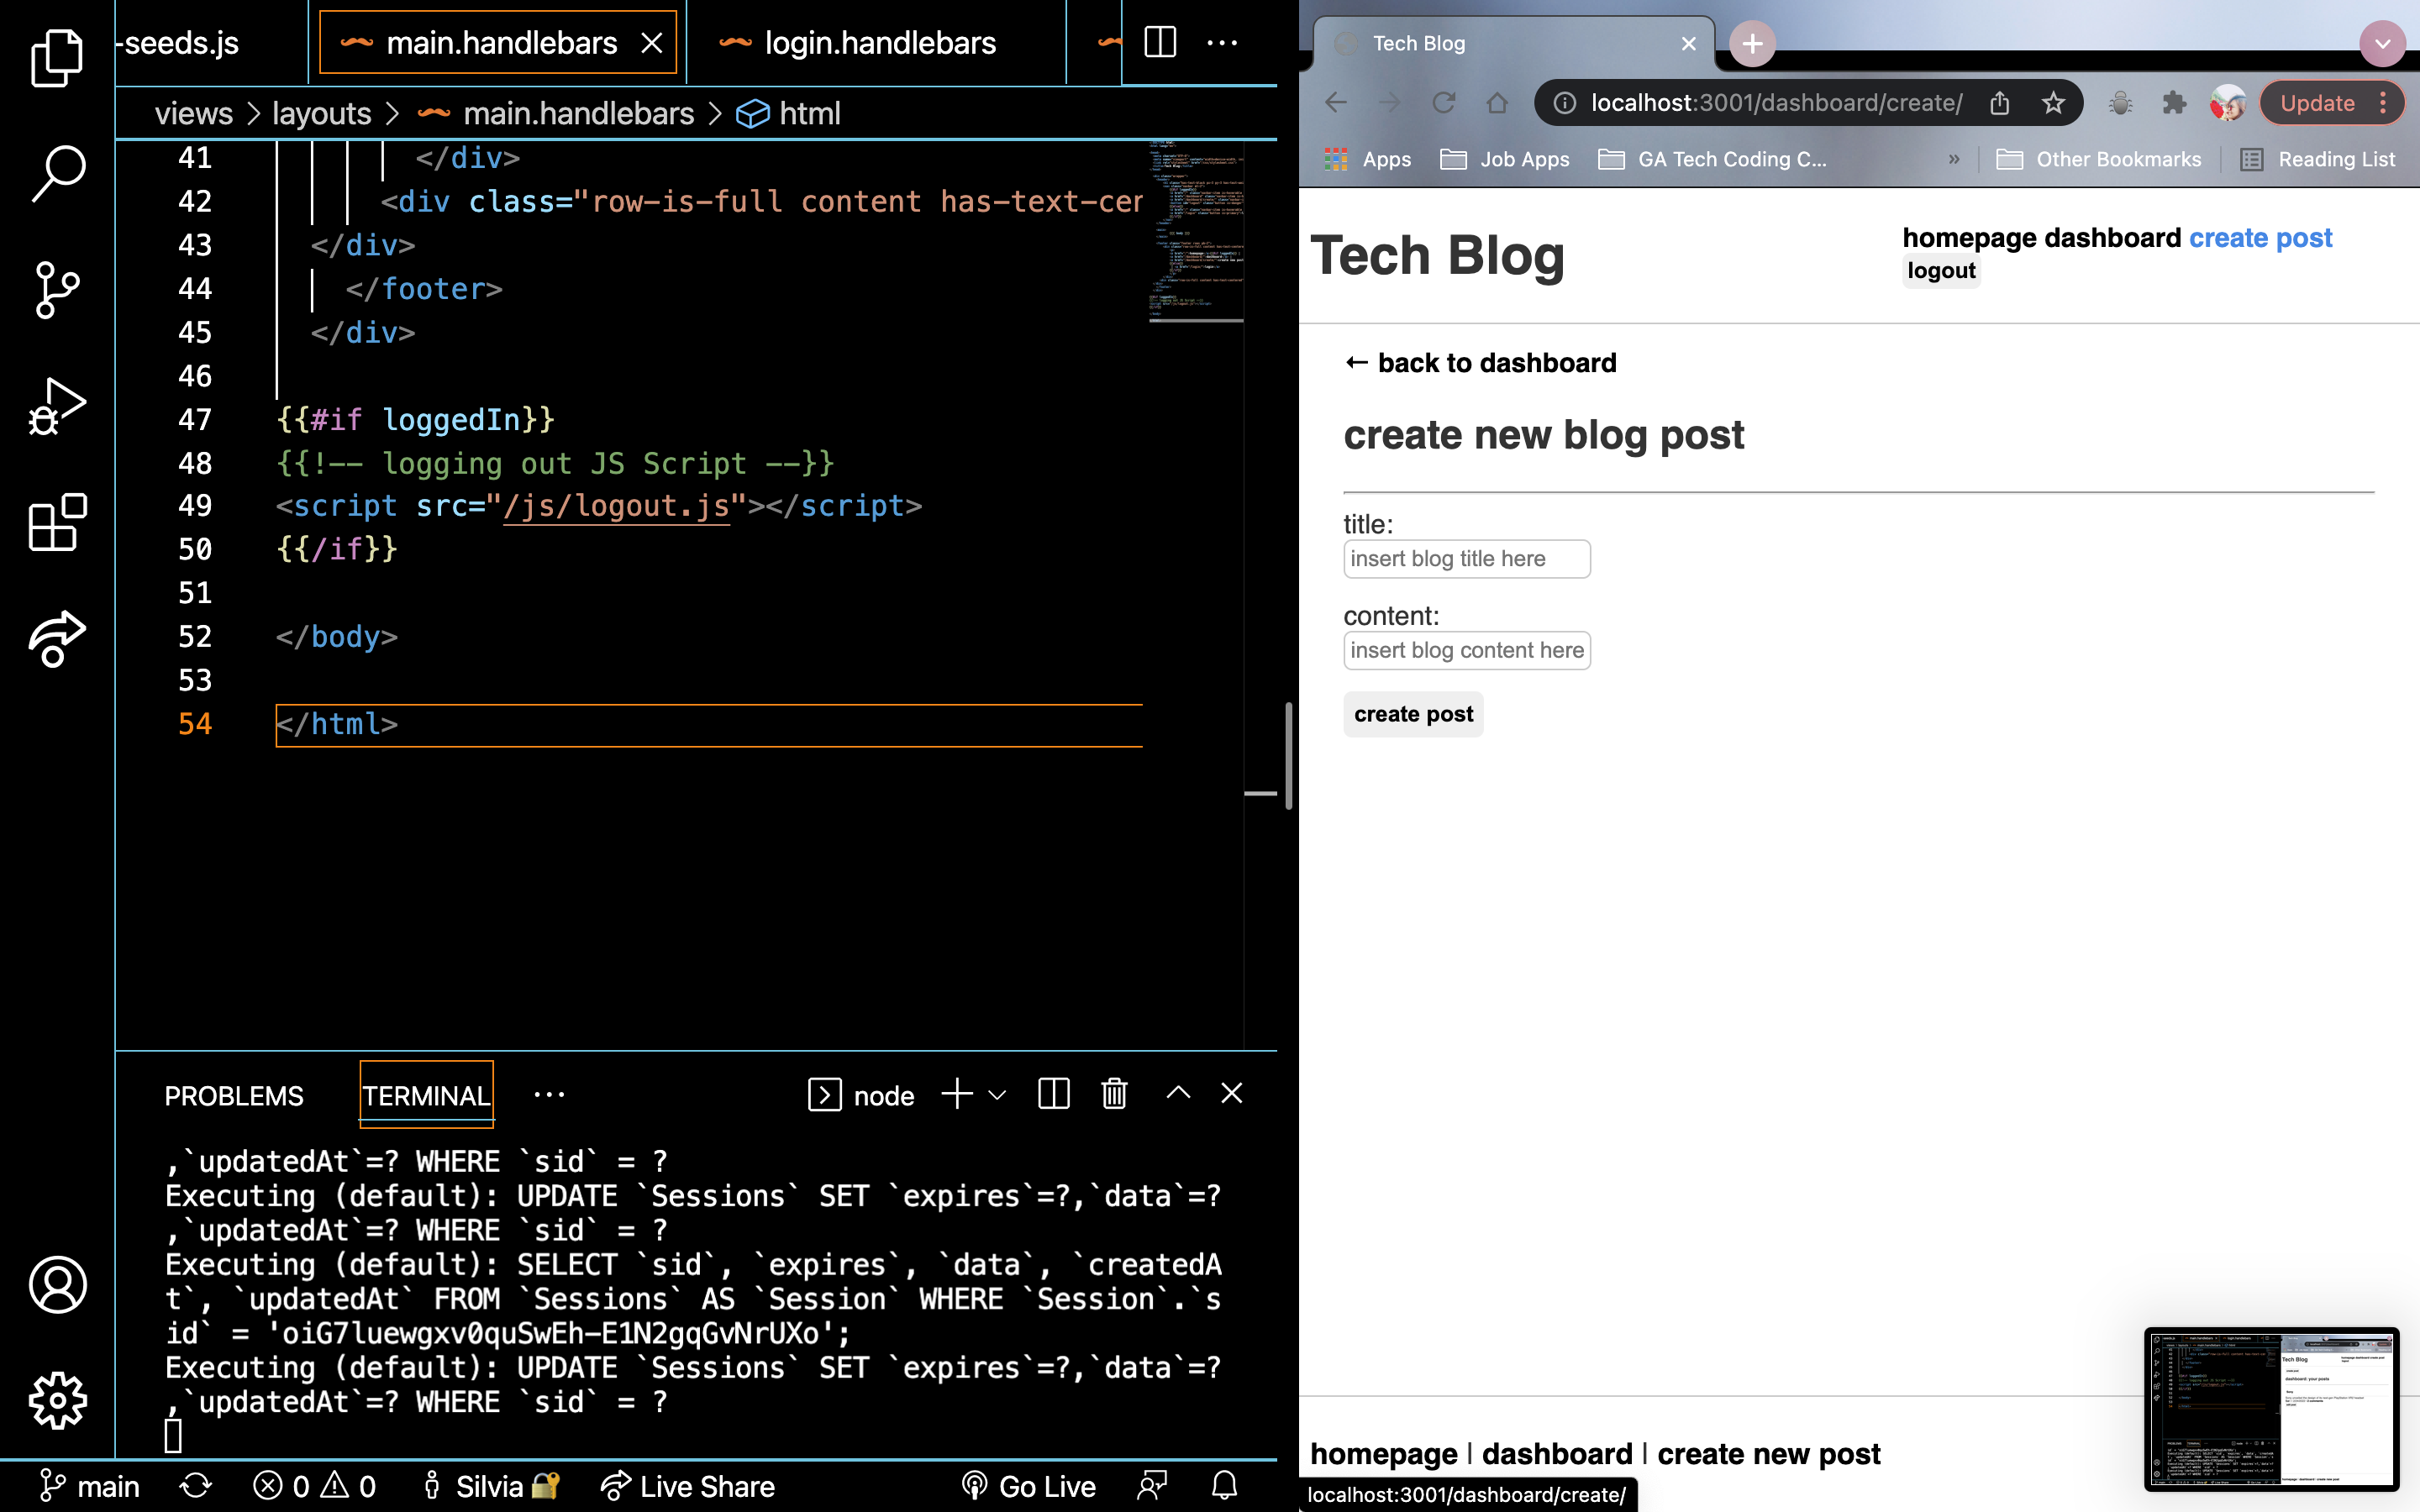 -seeds.js
main.handlebars
login.handlebars
views > layouts > main.handlebars > html
41 </div>
42 <div class="row-is-full content has-text-cer
43 </div>
44 </footer>
45 </div>
46
47 {{#if loggedIn}}
48 {{!-- logging out JS Script --}}
49 <script src="/js/logout.js"></script>
50 {{/if}}
51
52 </body>
53
54 </html>
PROBLEMS TERMINAL ... node
,`updatedAt`=? WHERE `sid` = ?
Executing (default): UPDATE `Sessions` SET `expires`=?,`data`=?
,`updatedAt`=? WHERE `sid` = ?
Executing (default): SELECT `sid`, `expires`, `data`, `createdA
t`, `updatedAt` FROM `Sessions` AS `Session` WHERE `Session`.`s
id` = 'oiG7luewgxv0quSwEh-E1N2gqGvNrUXo';
Executing (default): UPDATE `Sessions` SET `expires`=?,`data`=?
,`updatedAt`=? WHERE `sid` = ?
main 0 0 Silvia Live Share Go Live
Tech Blog
localhost:3001/dashboard/create/
Update
Apps Job Apps GA Tech Coding C... » Other Bookmarks Reading List
Tech Blog
homepage dashboard create post
logout
← back to dashboard
create new blog post
title:
insert blog title here
content:
insert blog content here
create post
homepage | dashboard | create new post
localhost:3001/dashboard/create/